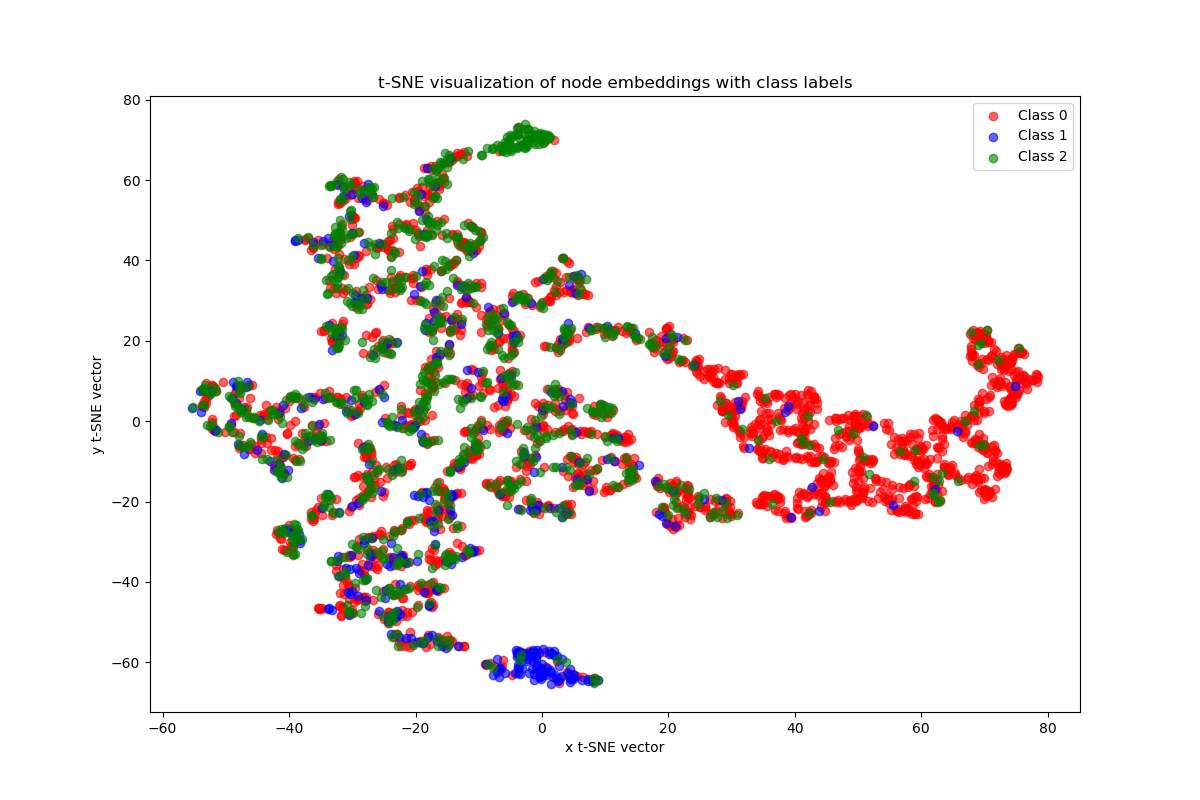 t-SNE visualization of node embeddings with class labels
80
60
40
20
0
−20
−40
−60
y t-SNE vector
Class 0
Class 1
Class 2
−60 −40 −20 0 20 40 60 80
x t-SNE vector